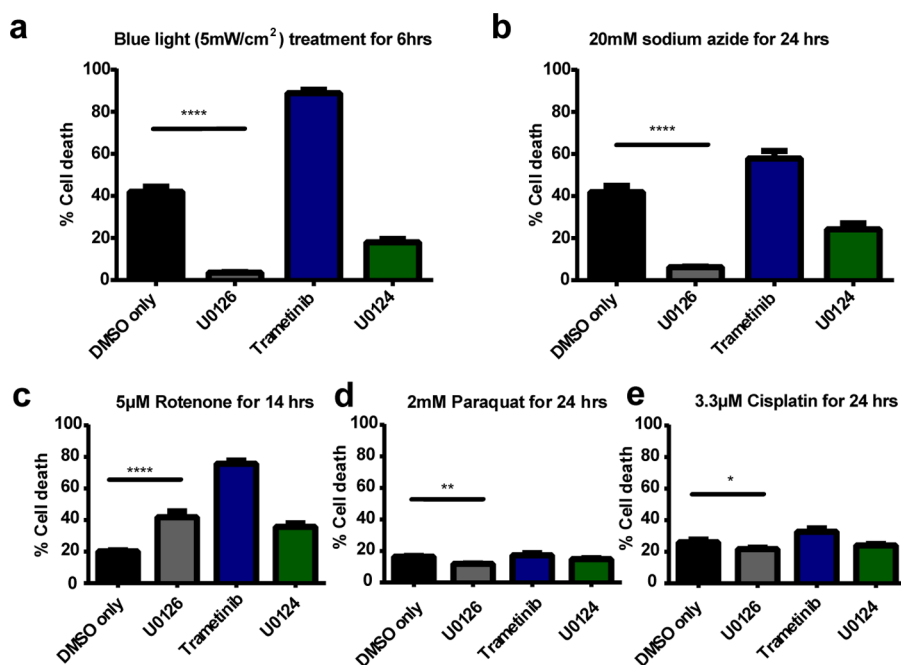 a
Blue light (5mW/cm²) treatment for 6hrs
% Cell death
100
80
60
40
20
0
****
DMSO only
U0126
Trametinib
U0124
b
20mM sodium azide for 24 hrs
% Cell death
100
80
60
40
20
0
****
DMSO only
U0126
Trametinib
U0124
c
5µM Rotenone for 14 hrs
% Cell death
100
80
60
40
20
0
****
DMSO only
U0126
Trametinib
U0124
d
2mM Paraquat for 24 hrs
% Cell death
100
80
60
40
20
0
**
DMSO only
U0126
Trametinib
U0124
e
3.3µM Cisplatin for 24 hrs
% Cell death
100
80
60
40
20
0
*
DMSO only
U0126
Trametinib
U0124